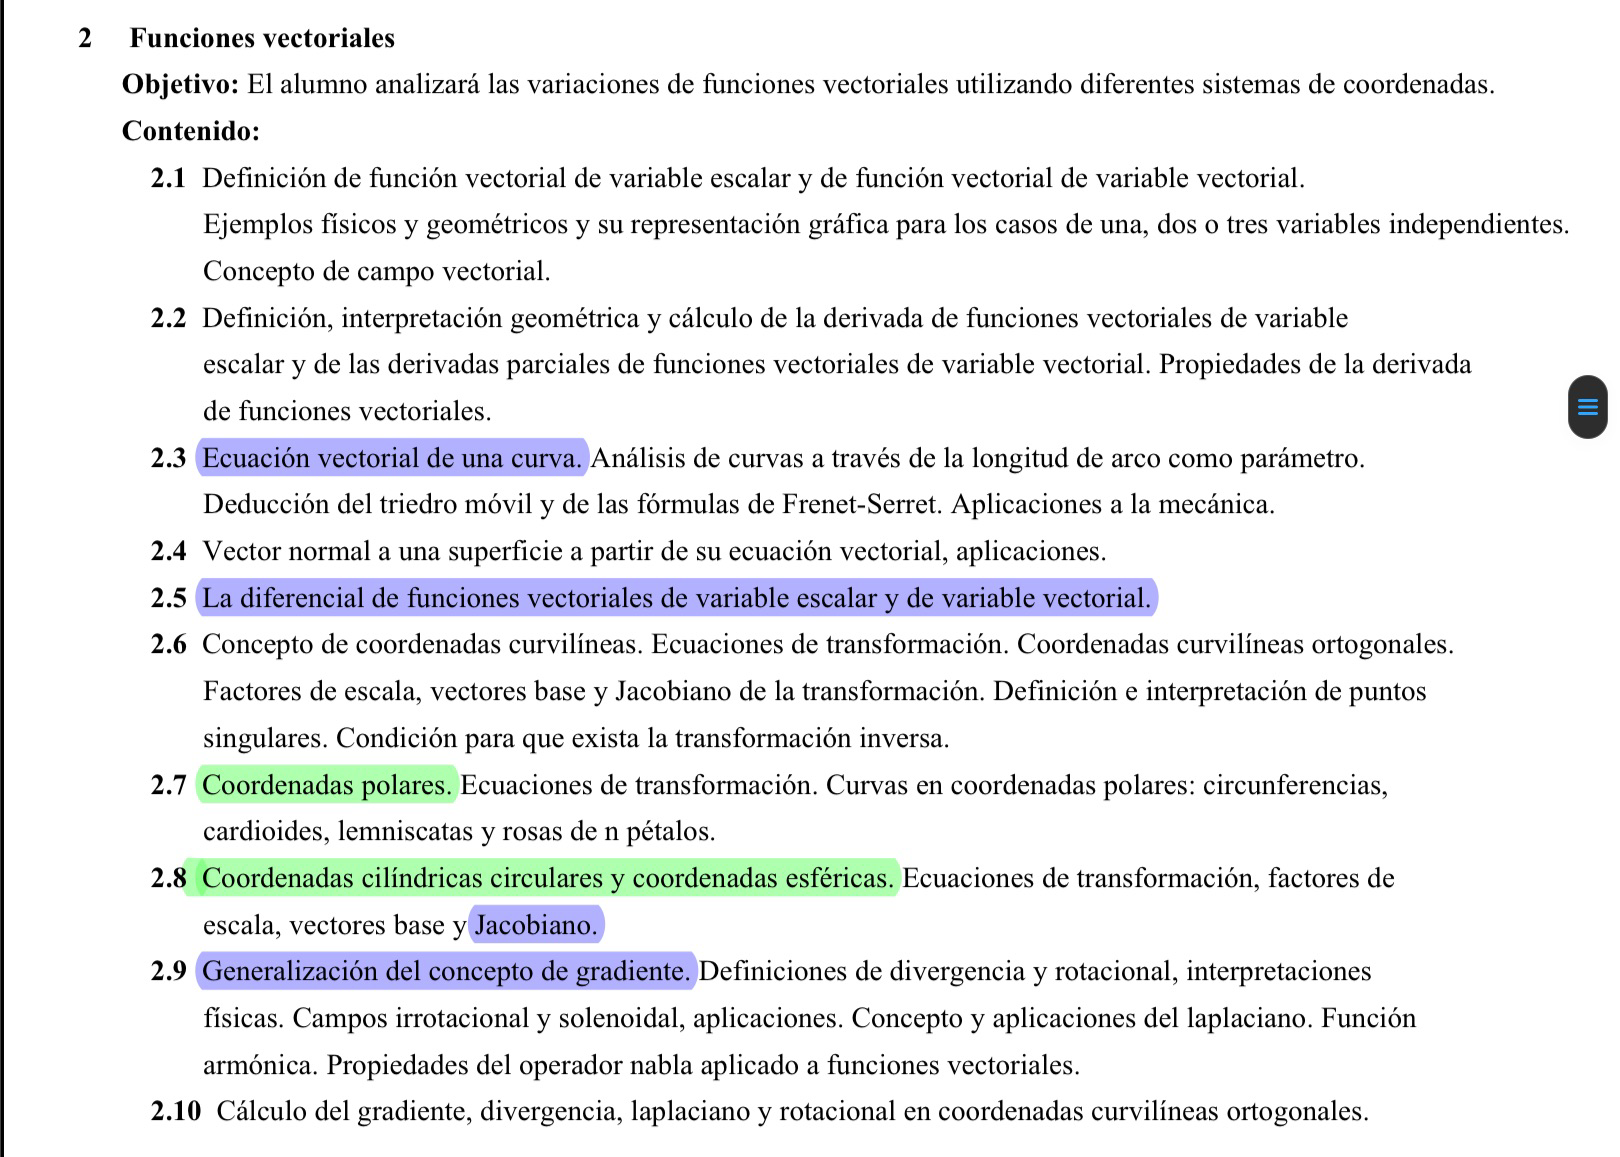 2 Funciones vectoriales
Objetivo: El alumno analizará las variaciones de funciones vectoriales utilizando diferentes sistemas de coordenadas.
Contenido:
2.1 Definición de función vectorial de variable escalar y de función vectorial de variable vectorial.
Ejemplos físicos y geométricos y su representación gráfica para los casos de una, dos o tres variables independientes.
Concepto de campo vectorial.
2.2 Definición, interpretación geométrica y cálculo de la derivada de funciones vectoriales de variable
escalar y de las derivadas parciales de funciones vectoriales de variable vectorial. Propiedades de la derivada
de funciones vectoriales.
2.3 Ecuación vectorial de una curva. Análisis de curvas a través de la longitud de arco como parámetro.
Deducción del triedro móvil y de las fórmulas de Frenet-Serret. Aplicaciones a la mecánica.
2.4 Vector normal a una superficie a partir de su ecuación vectorial, aplicaciones.
2.5 La diferencial de funciones vectoriales de variable escalar y de variable vectorial.
2.6 Concepto de coordenadas curvilíneas. Ecuaciones de transformación. Coordenadas curvilíneas ortogonales.
Factores de escala, vectores base y Jacobiano de la transformación. Definición e interpretación de puntos
singulares. Condición para que exista la transformación inversa.
2.7 Coordenadas polares. Ecuaciones de transformación. Curvas en coordenadas polares: circunferencias,
cardioides, lemniscatas y rosas de n pétalos.
2.8 Coordenadas cilíndricas circulares y coordenadas esféricas. Ecuaciones de transformación, factores de
escala, vectores base y Jacobiano.
2.9 Generalización del concepto de gradiente. Definiciones de divergencia y rotacional, interpretaciones
físicas. Campos irrotacional y solenoidal, aplicaciones. Concepto y aplicaciones del laplaciano. Función
armónica. Propiedades del operador nabla aplicado a funciones vectoriales.
2.10 Cálculo del gradiente, divergencia, laplaciano y rotacional en coordenadas curvilíneas ortogonales.